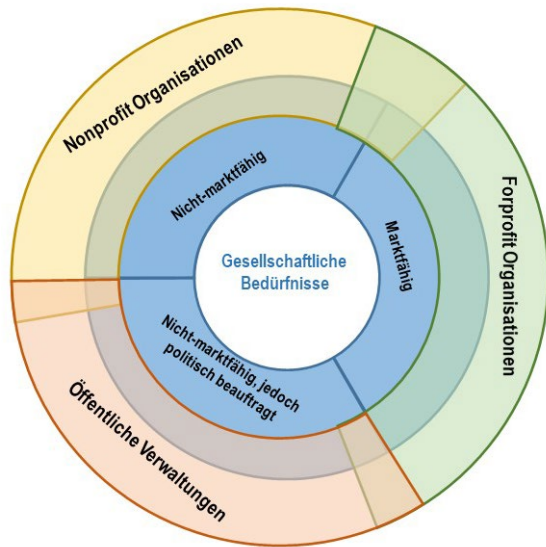 Nonprofit Organisationen
Nicht-marktfähig
Gesellschaftliche
Bedürfnisse
Marktfähig
Forprofit Organisationen
Nicht-marktfähig, jedoch
politisch beauftragt
Öffentliche Verwaltungen